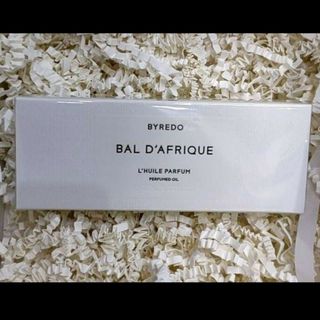 BYREDO
BAL D'AFRIQUE
L'HUILE PARFUM
PERFUMED OIL